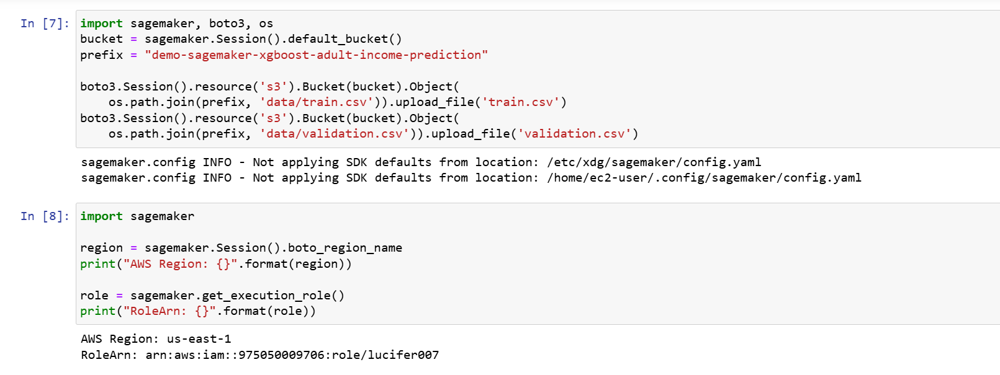 In [7]: import sagemaker, boto3, os
bucket = sagemaker.Session().default_bucket()
prefix = "demo-sagemaker-xgboost-adult-income-prediction"
boto3.Session().resource('s3').Bucket(bucket).Object(
    os.path.join(prefix, 'data/train.csv')).upload_file('train.csv')
boto3.Session().resource('s3').Bucket(bucket).Object(
    os.path.join(prefix, 'data/validation.csv')).upload_file('validation.csv')
sagemaker.config INFO - Not applying SDK defaults from location: /etc/xdg/sagemaker/config.yaml
sagemaker.config INFO - Not applying SDK defaults from location: /home/ec2-user/.config/sagemaker/config.yaml
In [8]: import sagemaker
region = sagemaker.Session().boto_region_name
print("AWS Region: {}".format(region))
role = sagemaker.get_execution_role()
print("RoleArn: {}".format(role))
AWS Region: us-east-1
RoleArn: arn:aws:iam::975050009706:role/lucifer007